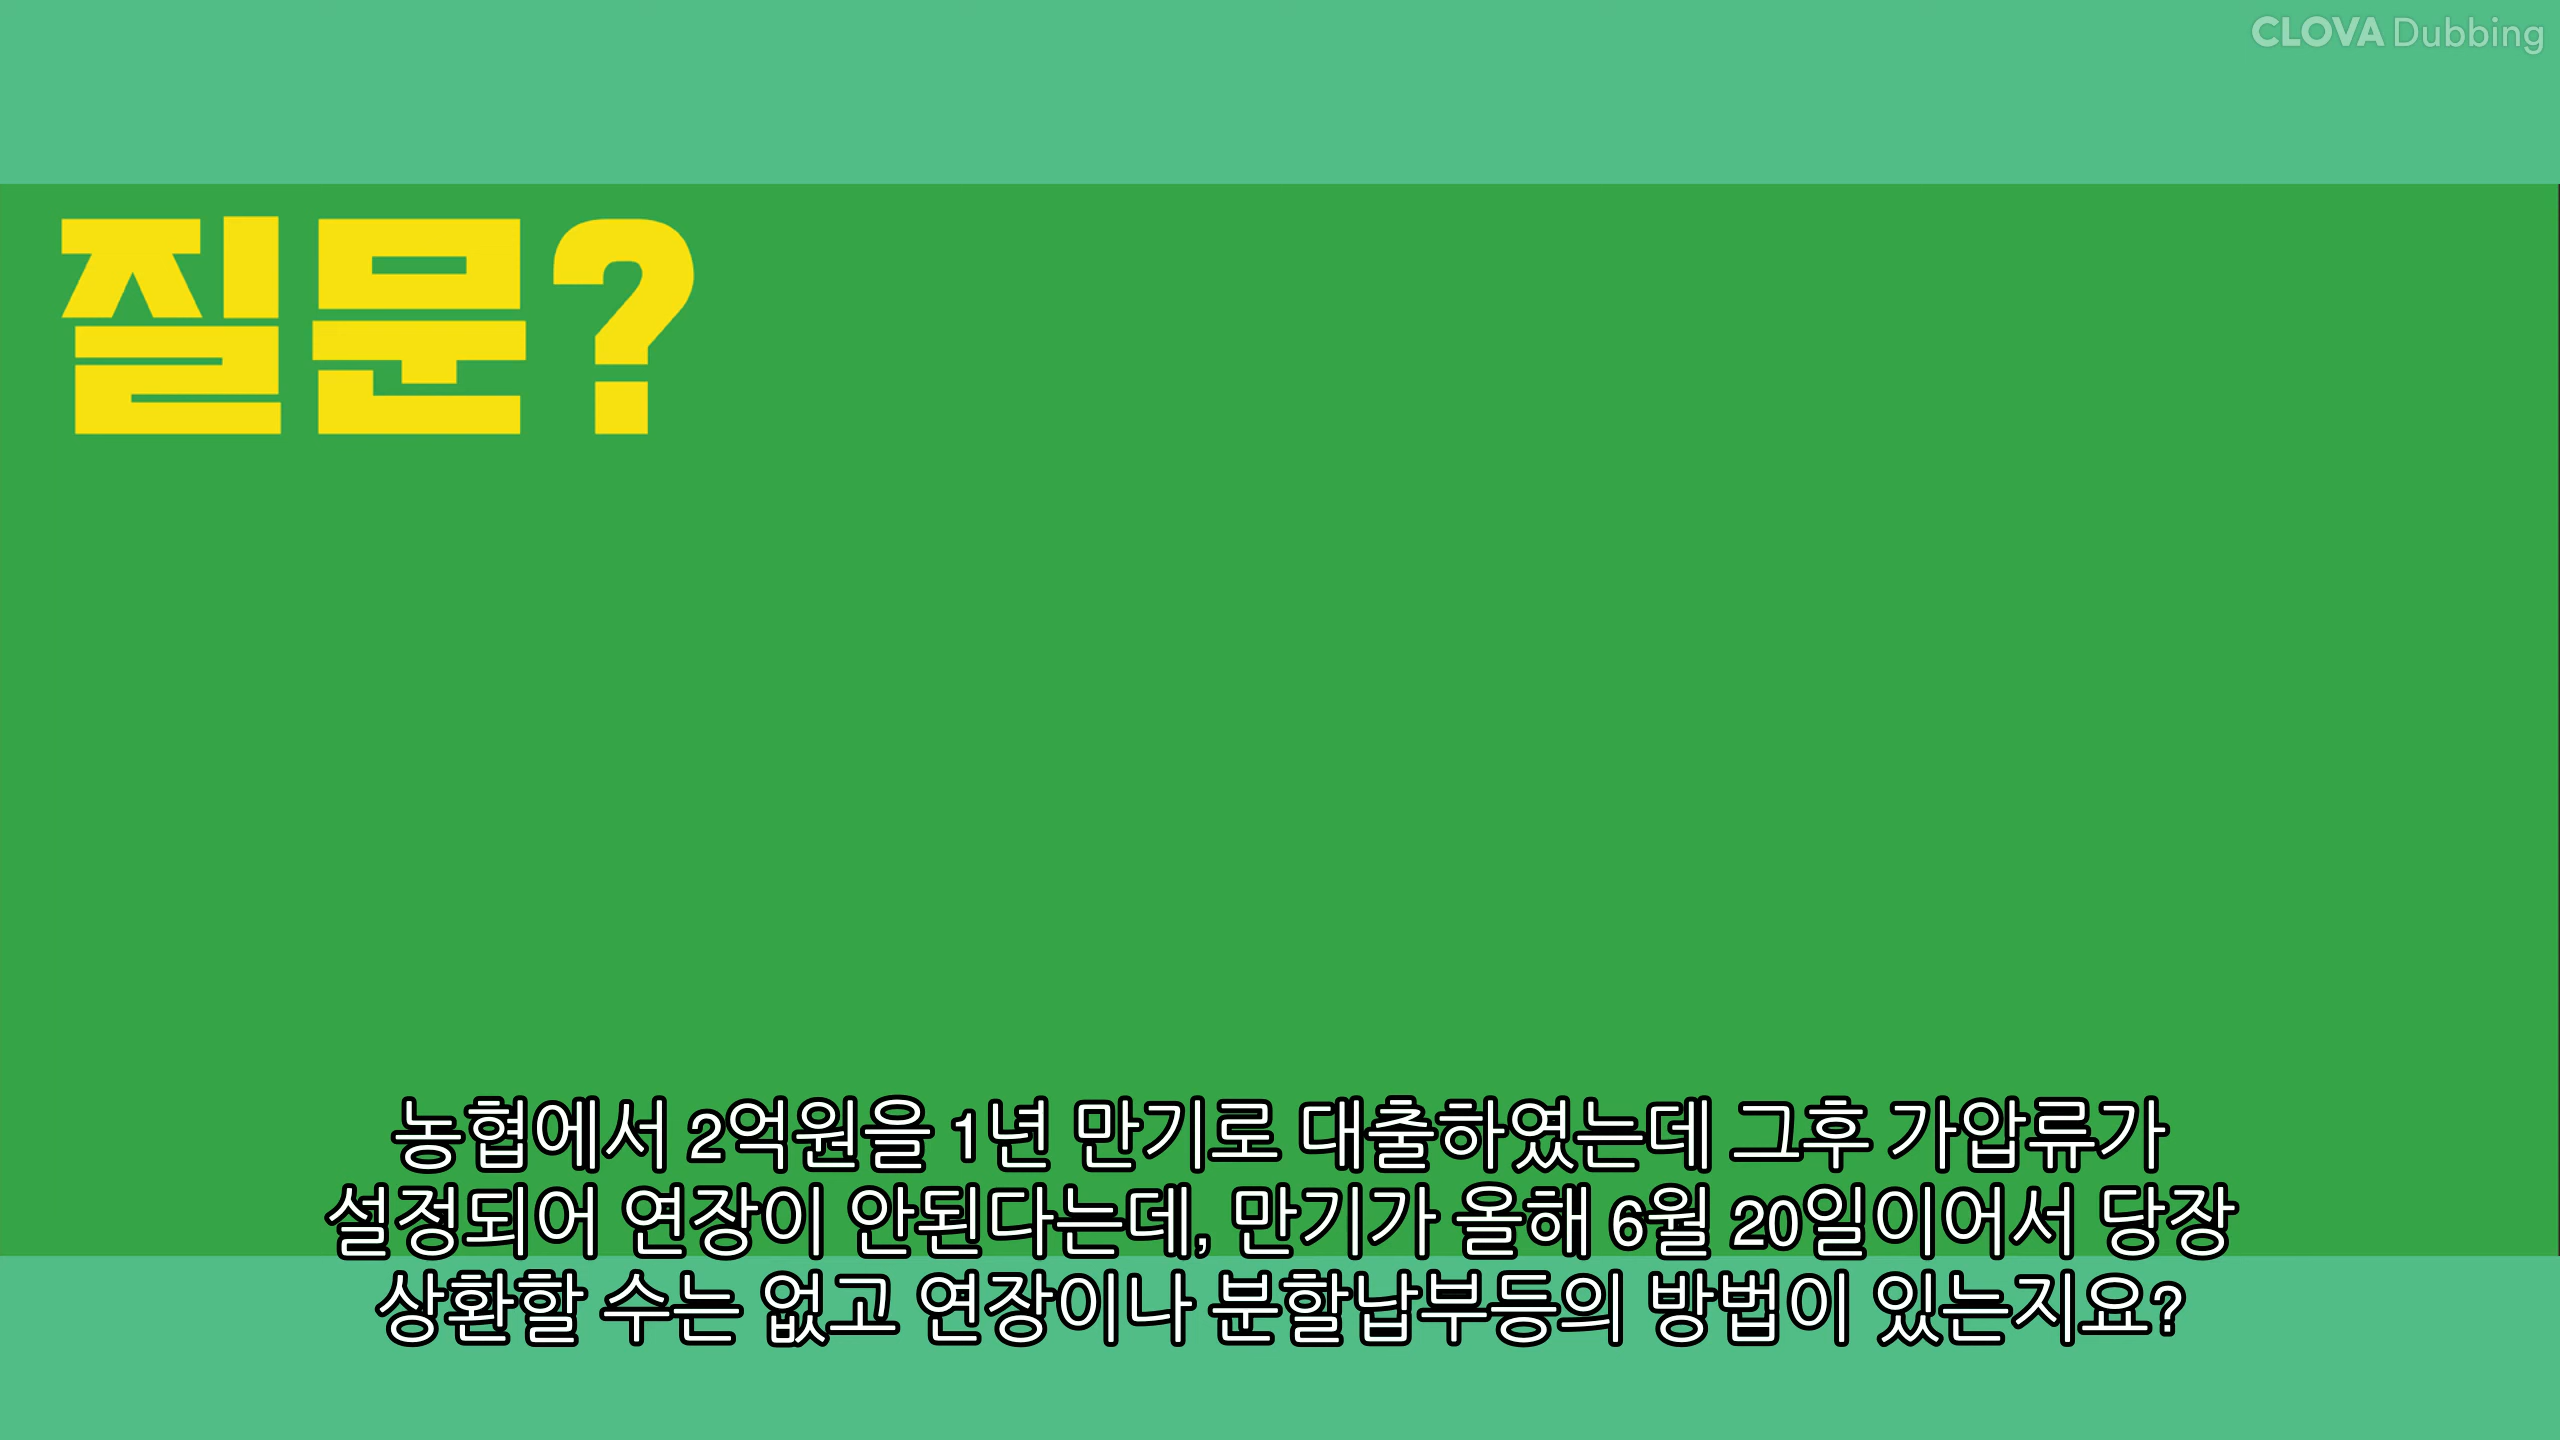 CLOVA Dubbing
질문?
농협에서 2억원을 1년 만기로 대출하였는데 그후 가압류가
설정되어 연장이 안된다는데, 만기가 올해 6월 20일이어서 당장
상환할 수는 없고 연장이나 분할납부등의 방법이 있는지요?